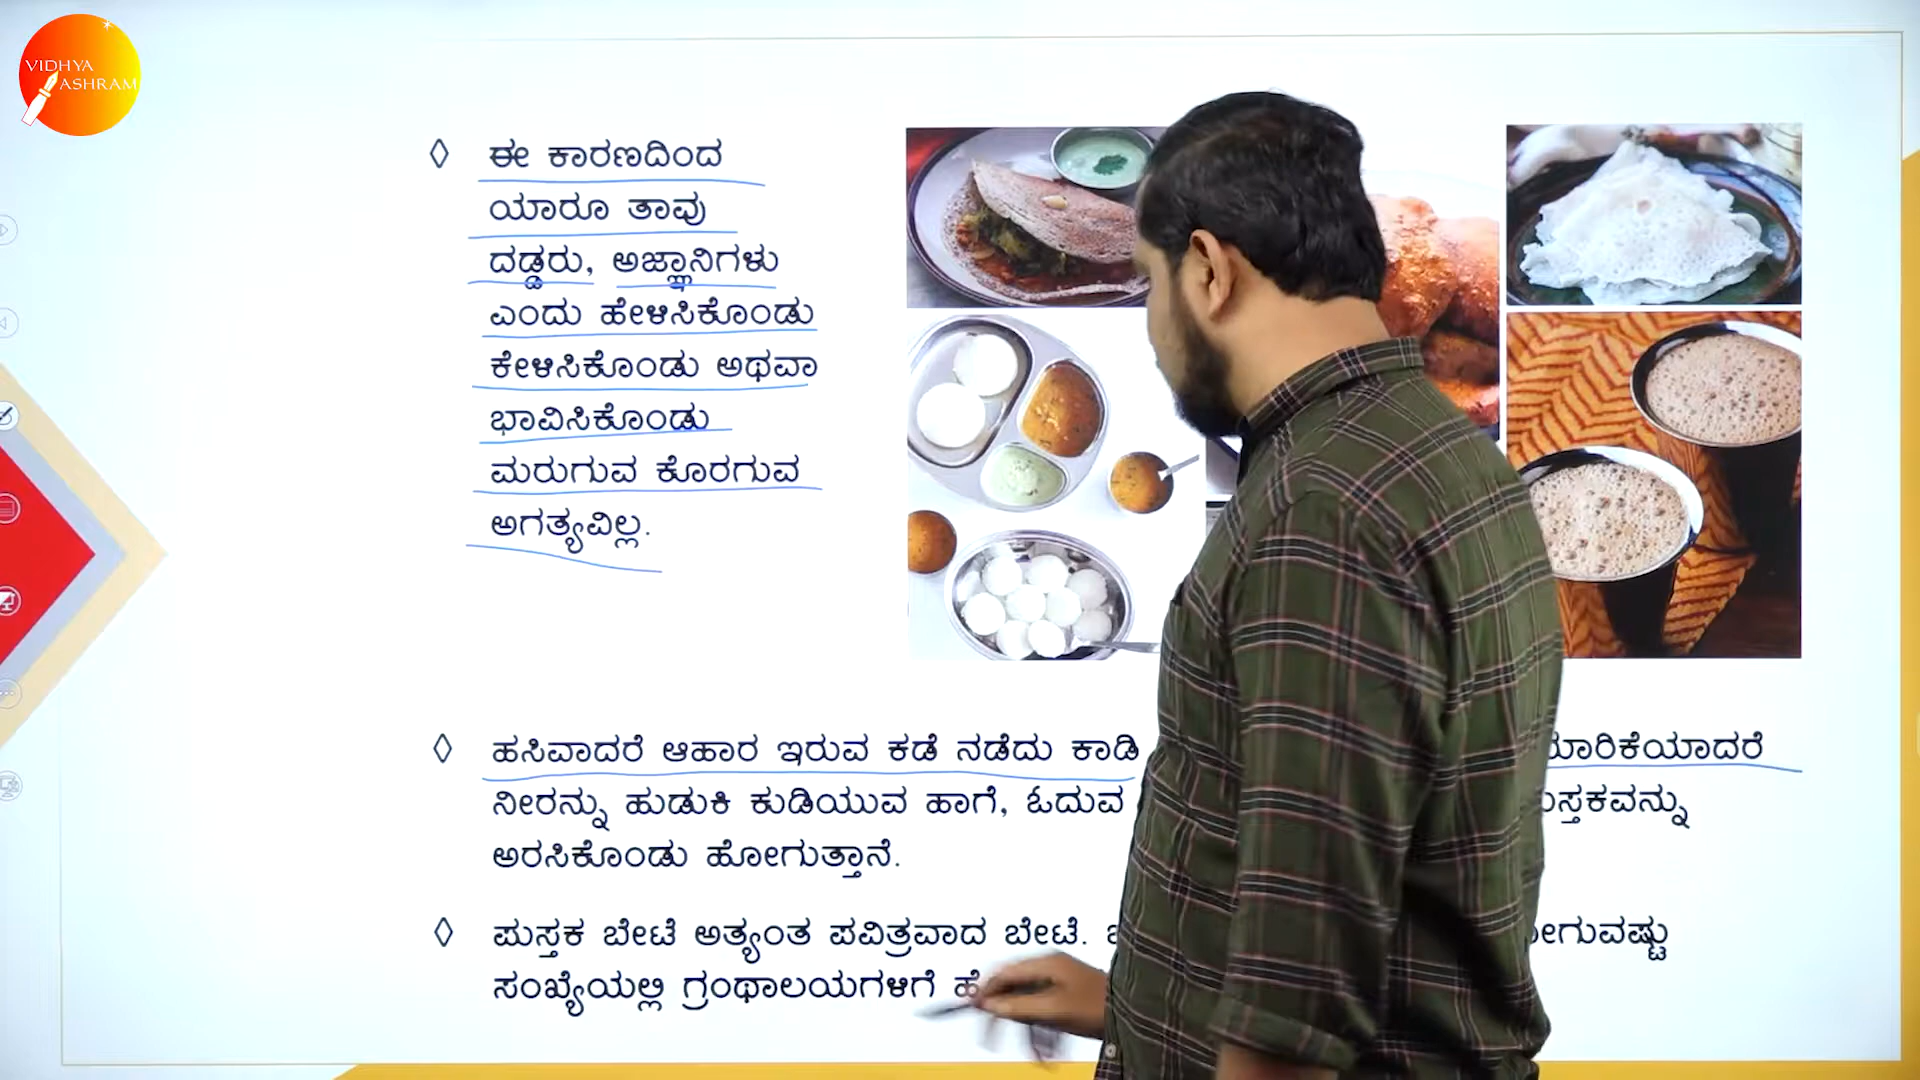 VIDHYA
ASHRAM
ಈ ಕಾರಣದಿಂದ
ಯಾರೂ ತಾವು
ದಡ್ಡರು, ಅಜ್ಞಾನಿಗಳು
ಎಂದು ಹೇಳಿಸಿಕೊಂಡು
ಕೇಳಿಸಿಕೊಂಡು ಅಥವಾ
ಭಾವಿಸಿಕೊಂಡು
ಮರುಗುವ ಕೊರಗುವ
ಅಗತ್ಯವಿಲ್ಲ.
ಹಸಿವಾದರೆ ಆಹಾರ ಇರುವ ಕಡೆ ನಡೆದು ಕಾಡಿ
ನೀರನ್ನು ಹುಡುಕಿ ಕುಡಿಯುವ ಹಾಗೆ, ಓದುವ
ಅರಸಿಕೊಂಡು ಹೋಗುತ್ತಾನೆ.
ಪುಸ್ತಕ ಬೇಟೆ ಅತ್ಯಂತ ಪವಿತ್ರವಾದ ಬೇಟೆ.
ಸಂಖ್ಯೆಯಲ್ಲಿ ಗ್ರಂಥಾಲಯಗಳಿಗೆ